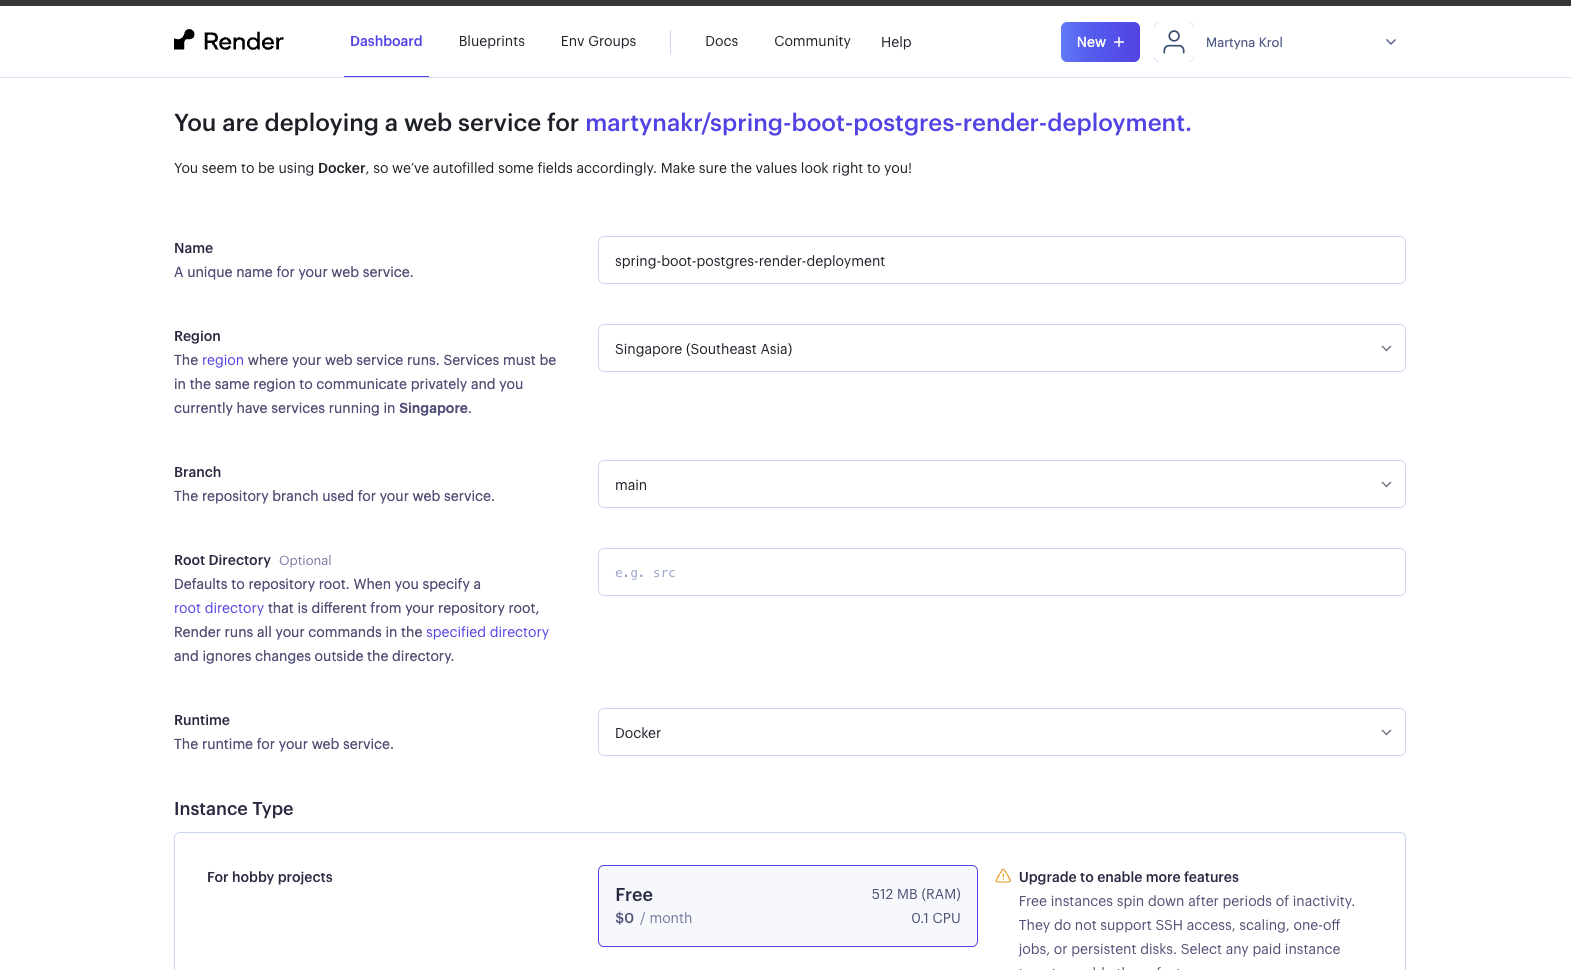 Render
Dashboard
Blueprints
Env Groups
Docs
Community
Help
New +
Martyna Krol
You are deploying a web service for martynakr/spring-boot-postgres-render-deployment.
You seem to be using Docker, so we've autofilled some fields accordingly. Make sure the values look right to you!
Name
A unique name for your web service.
spring-boot-postgres-render-deployment
Region
The region where your web service runs. Services must be
in the same region to communicate privately and you
currently have services running in Singapore.
Singapore (Southeast Asia)
Branch
The repository branch used for your web service.
main
Root Directory Optional
Defaults to repository root. When you specify a
root directory that is different from your repository root,
Render runs all your commands in the specified directory
and ignores changes outside the directory.
e.g. src
Runtime
The runtime for your web service.
Docker
Instance Type
For hobby projects
Free 512 MB (RAM)
$0 / month 0.1 CPU
Upgrade to enable more features
Free instances spin down after periods of inactivity.
They do not support SSH access, scaling, one-off
jobs, or persistent disks. Select any paid instance